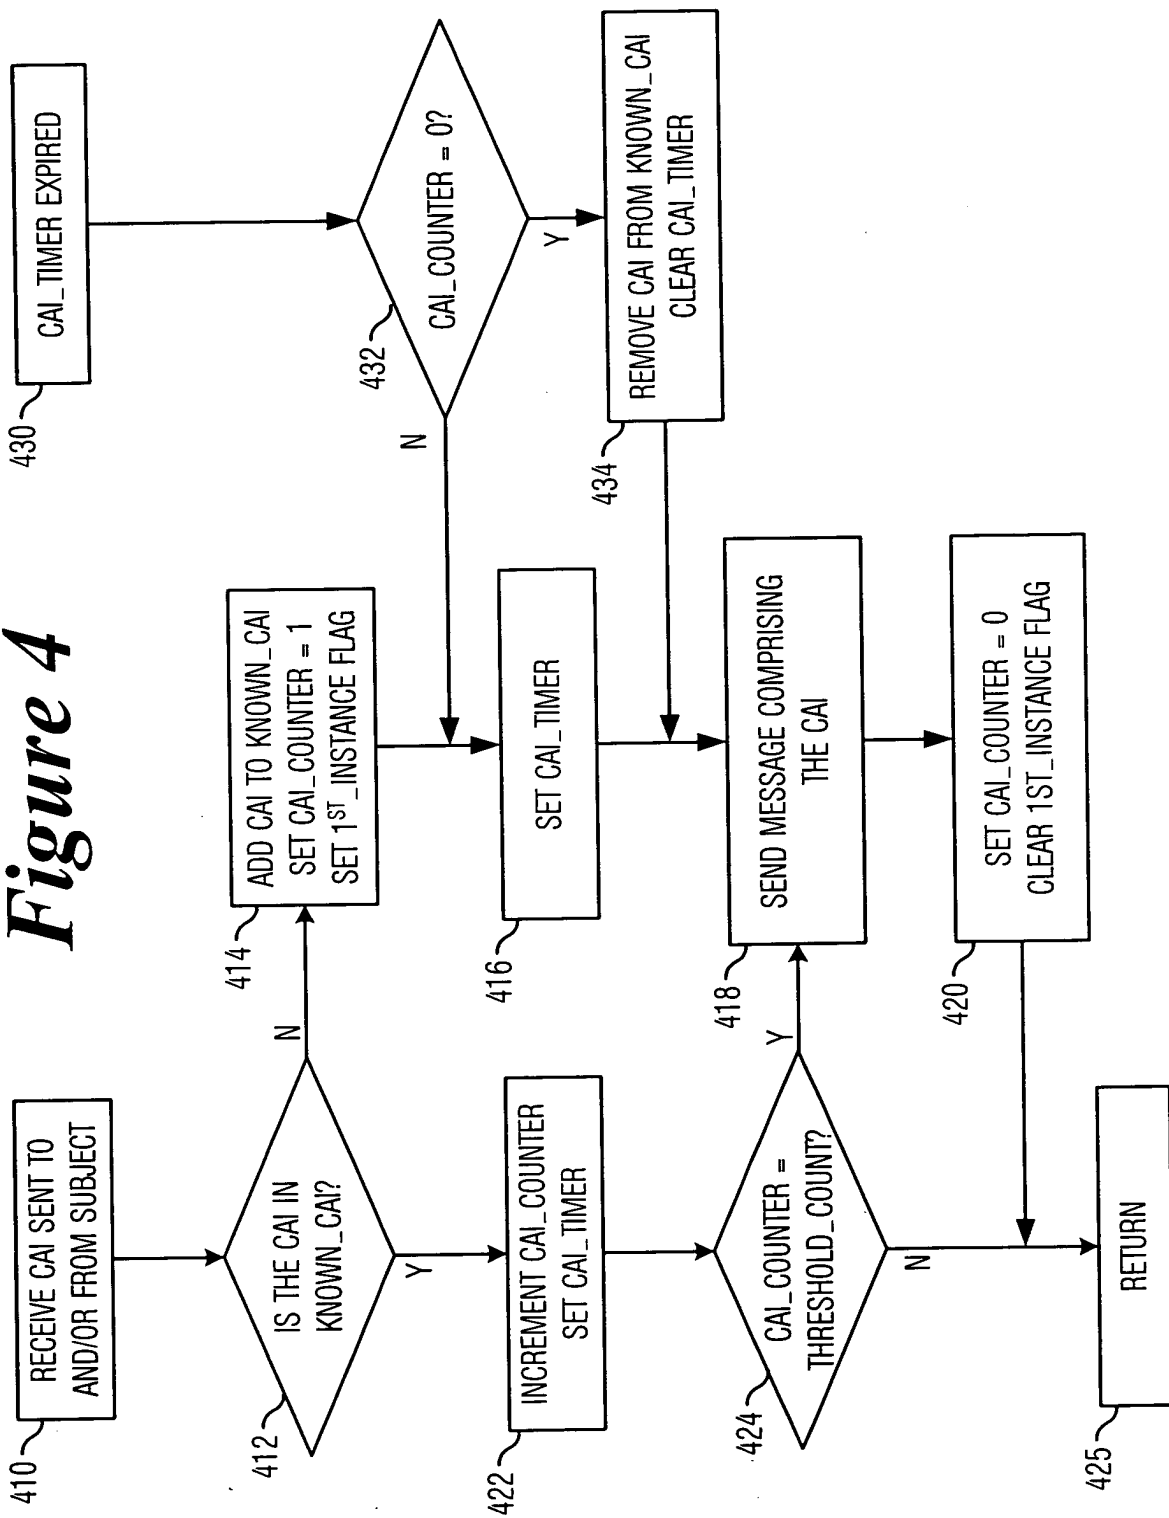 Figure 4
410
RECEIVE CAI SENT TO
AND/OR FROM SUBJECT
412
IS THE CAI IN
KNOWN_CAI?
N
Y
414
ADD CAI TO KNOWN_CAI
SET CAI_COUNTER = 1
SET 1ST_INSTANCE FLAG
416
SET CAI_TIMER
422
INCREMENT CAI_COUNTER
SET CAI_TIMER
424
CAI_COUNTER =
THRESHOLD_COUNT?
Y
N
418
SEND MESSAGE COMPRISING
THE CAI
420
SET CAI_COUNTER = 0
CLEAR 1ST_INSTANCE FLAG
425
RETURN
430
CAI_TIMER EXPIRED
432
CAI_COUNTER = 0?
N
Y
434
REMOVE CAI FROM KNOWN_CAI
CLEAR CAI_TIMER